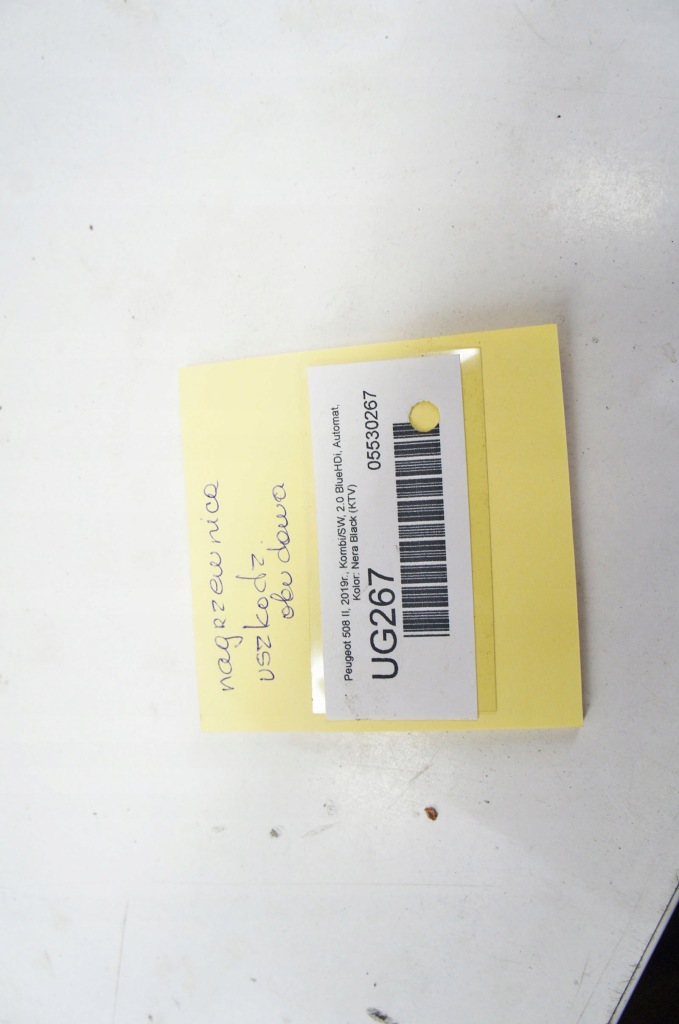 nagrzewnica
uszkodz
obudowa
Peugeot 508 II, 2019r., Kombi/SW, 2.0 BlueHDi, Automat,
Kolor: Nera Black (KTV)
UG267
05530267